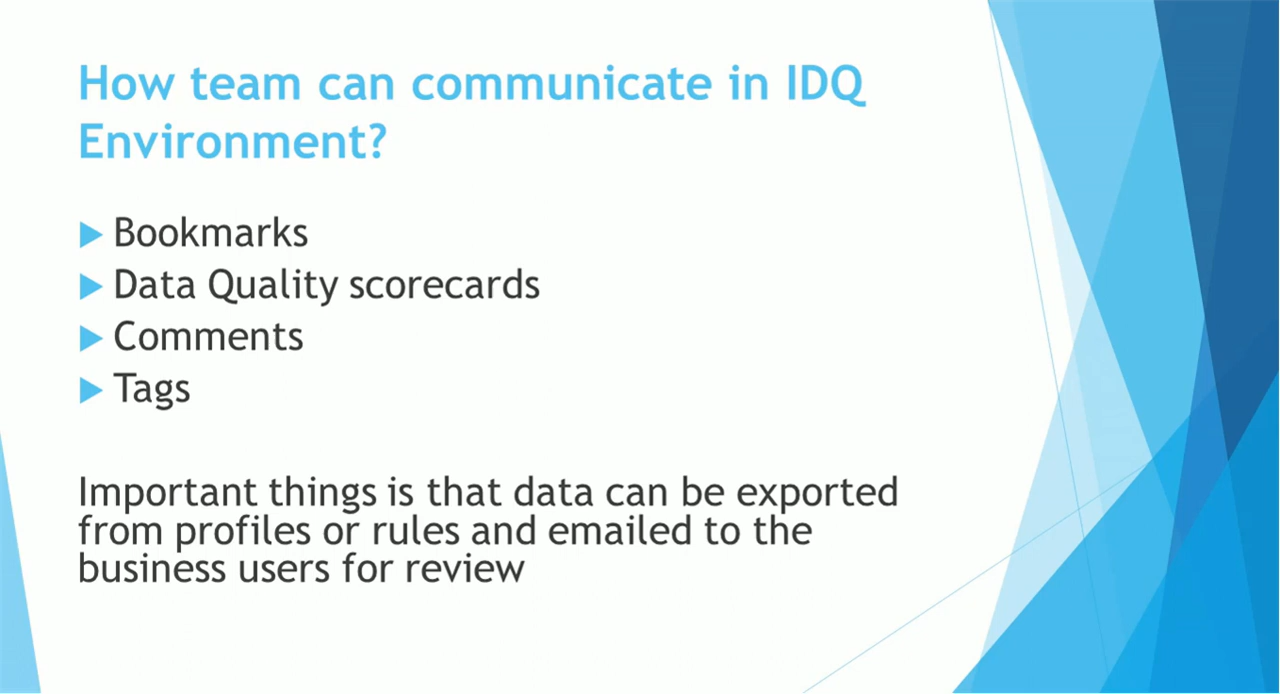 How team can communicate in IDQ
Environment?
Bookmarks
Data Quality scorecards
Comments
Tags
Important things is that data can be exported
from profiles or rules and emailed to the
business users for review